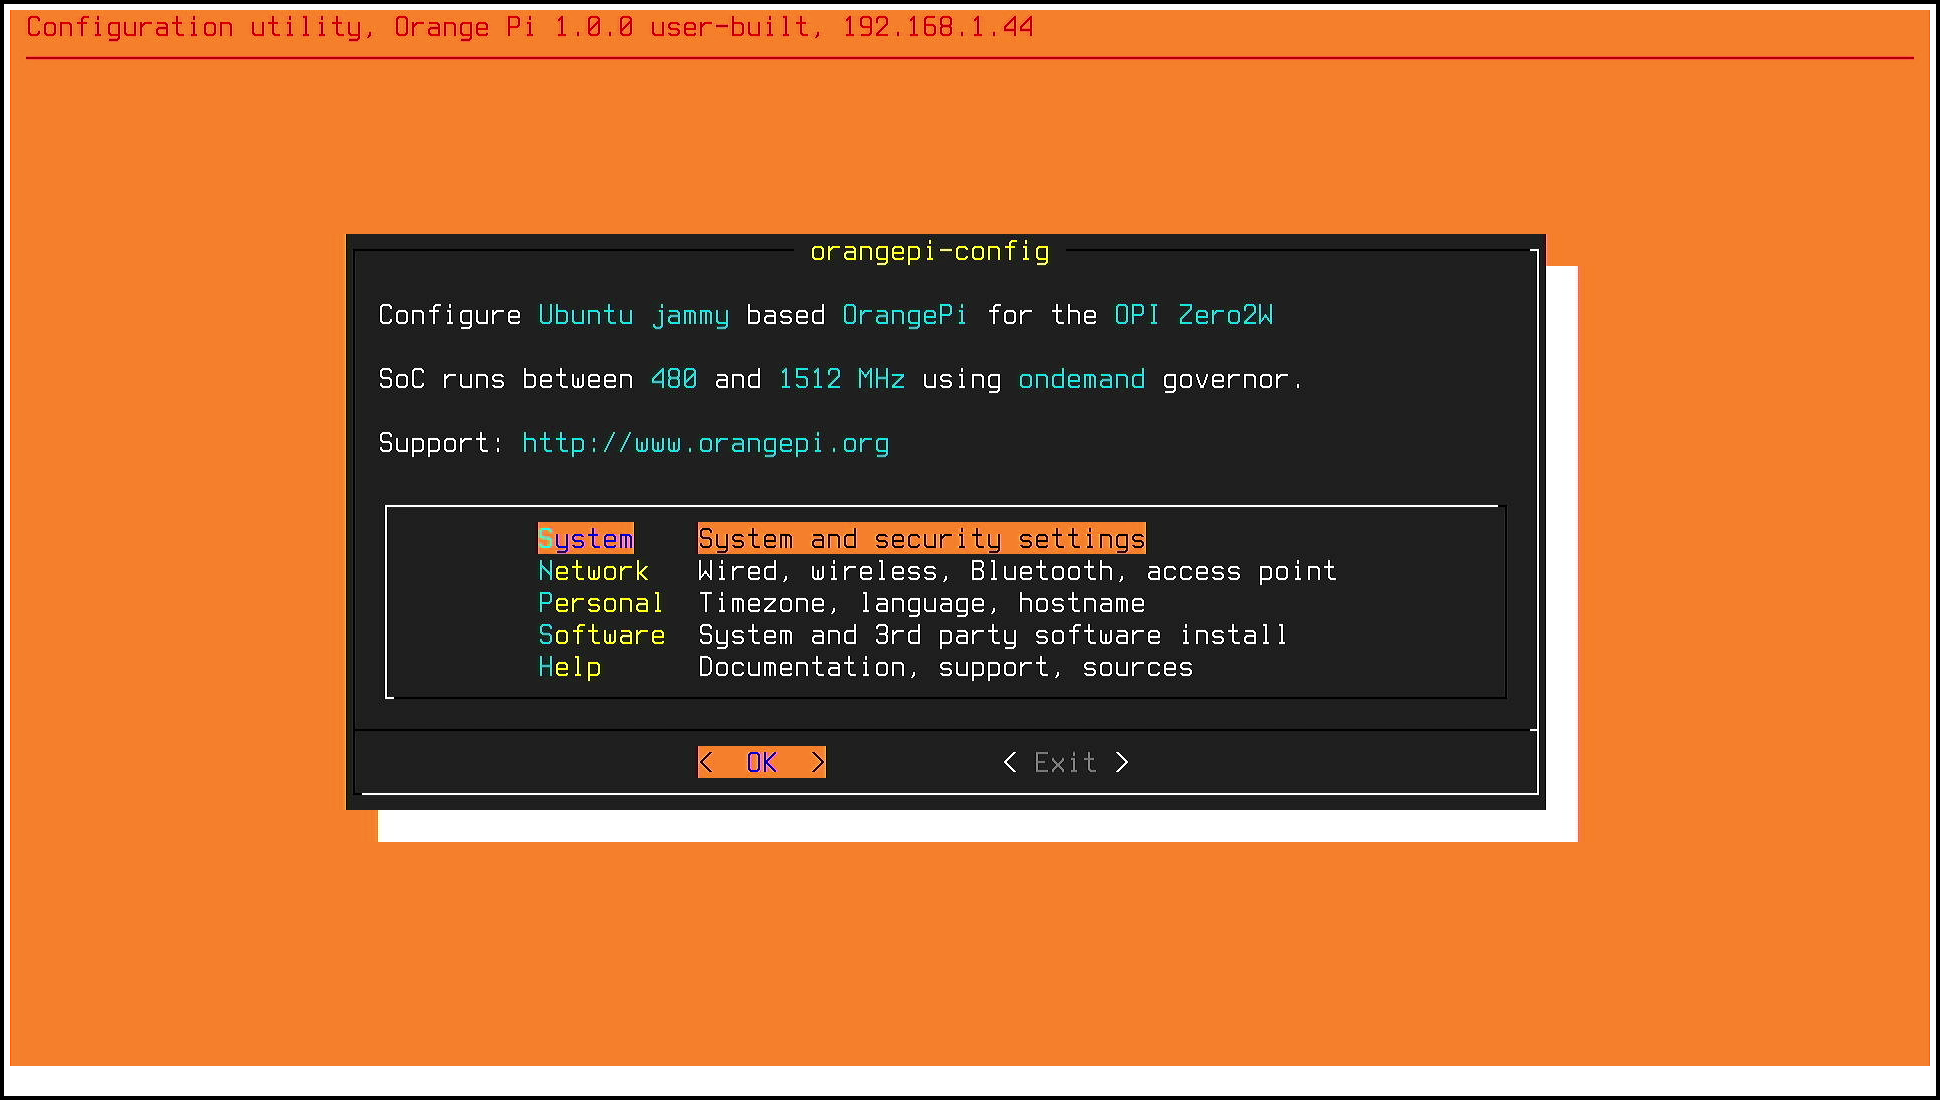 Configuration utility, Orange Pi 1.0.0 user-built, 192.168.1.44
orangepi-config
Configure Ubuntu jammy based OrangePi for the OPI Zero2W
SoC runs between 480 and 1512 MHz using ondemand governor.
Support: http://www.orangepi.org
System System and security settings
Network Wired, wireless, Bluetooth, access point
Personal Timezone, language, hostname
Software System and 3rd party software install
Help Documentation, support, sources
< OK > < Exit >